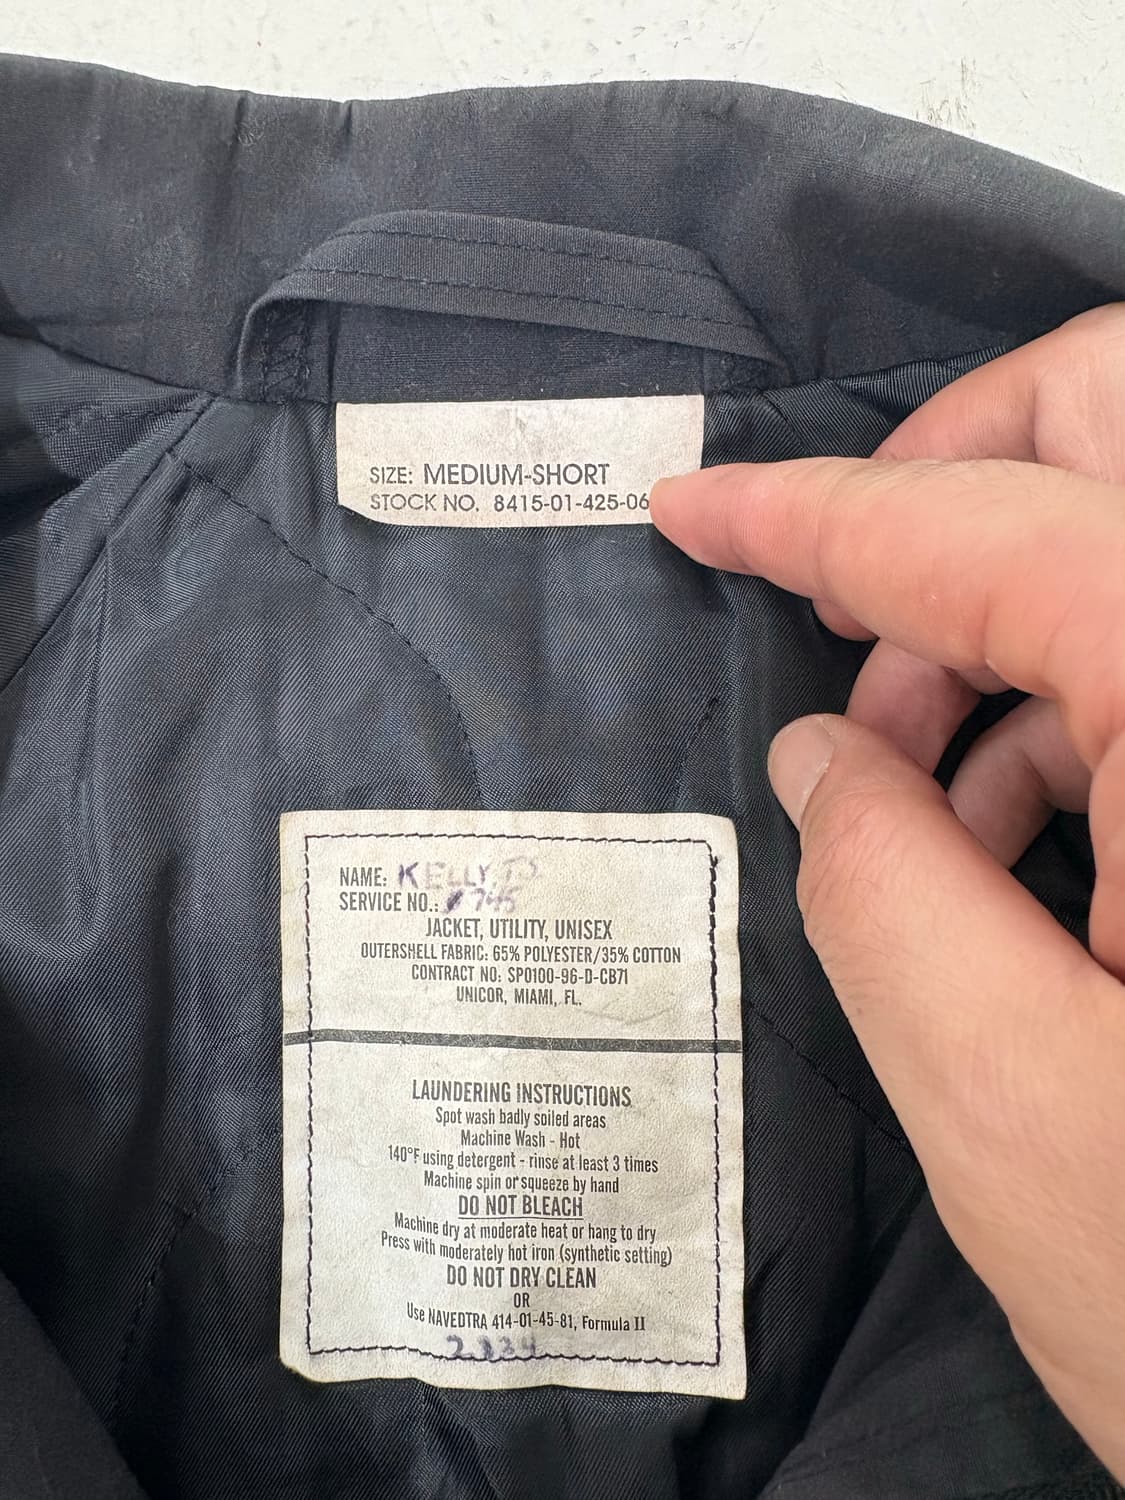 SIZE: MEDIUM-SHORT
STOCK NO. 8415-01-425-06
NAME: KELLY
SERVICE NO.: 745
JACKET, UTILITY, UNISEX
OUTERSHELL FABRIC: 65% POLYESTER/35% COTTON
CONTRACT NO: SP0100-96-D-CB71
UNICOR, MIAMI, FL.
LAUNDERING INSTRUCTIONS
Spot wash badly soiled areas
Machine Wash - Hot
140°F using detergent - rinse at least 3 times
Machine spin or squeeze by hand
DO NOT BLEACH
Machine dry at moderate heat or hang to dry
Press with moderately hot iron (synthetic setting)
DO NOT DRY CLEAN
OR
Use NAVEDTRA 414-01-45-81, Formula II